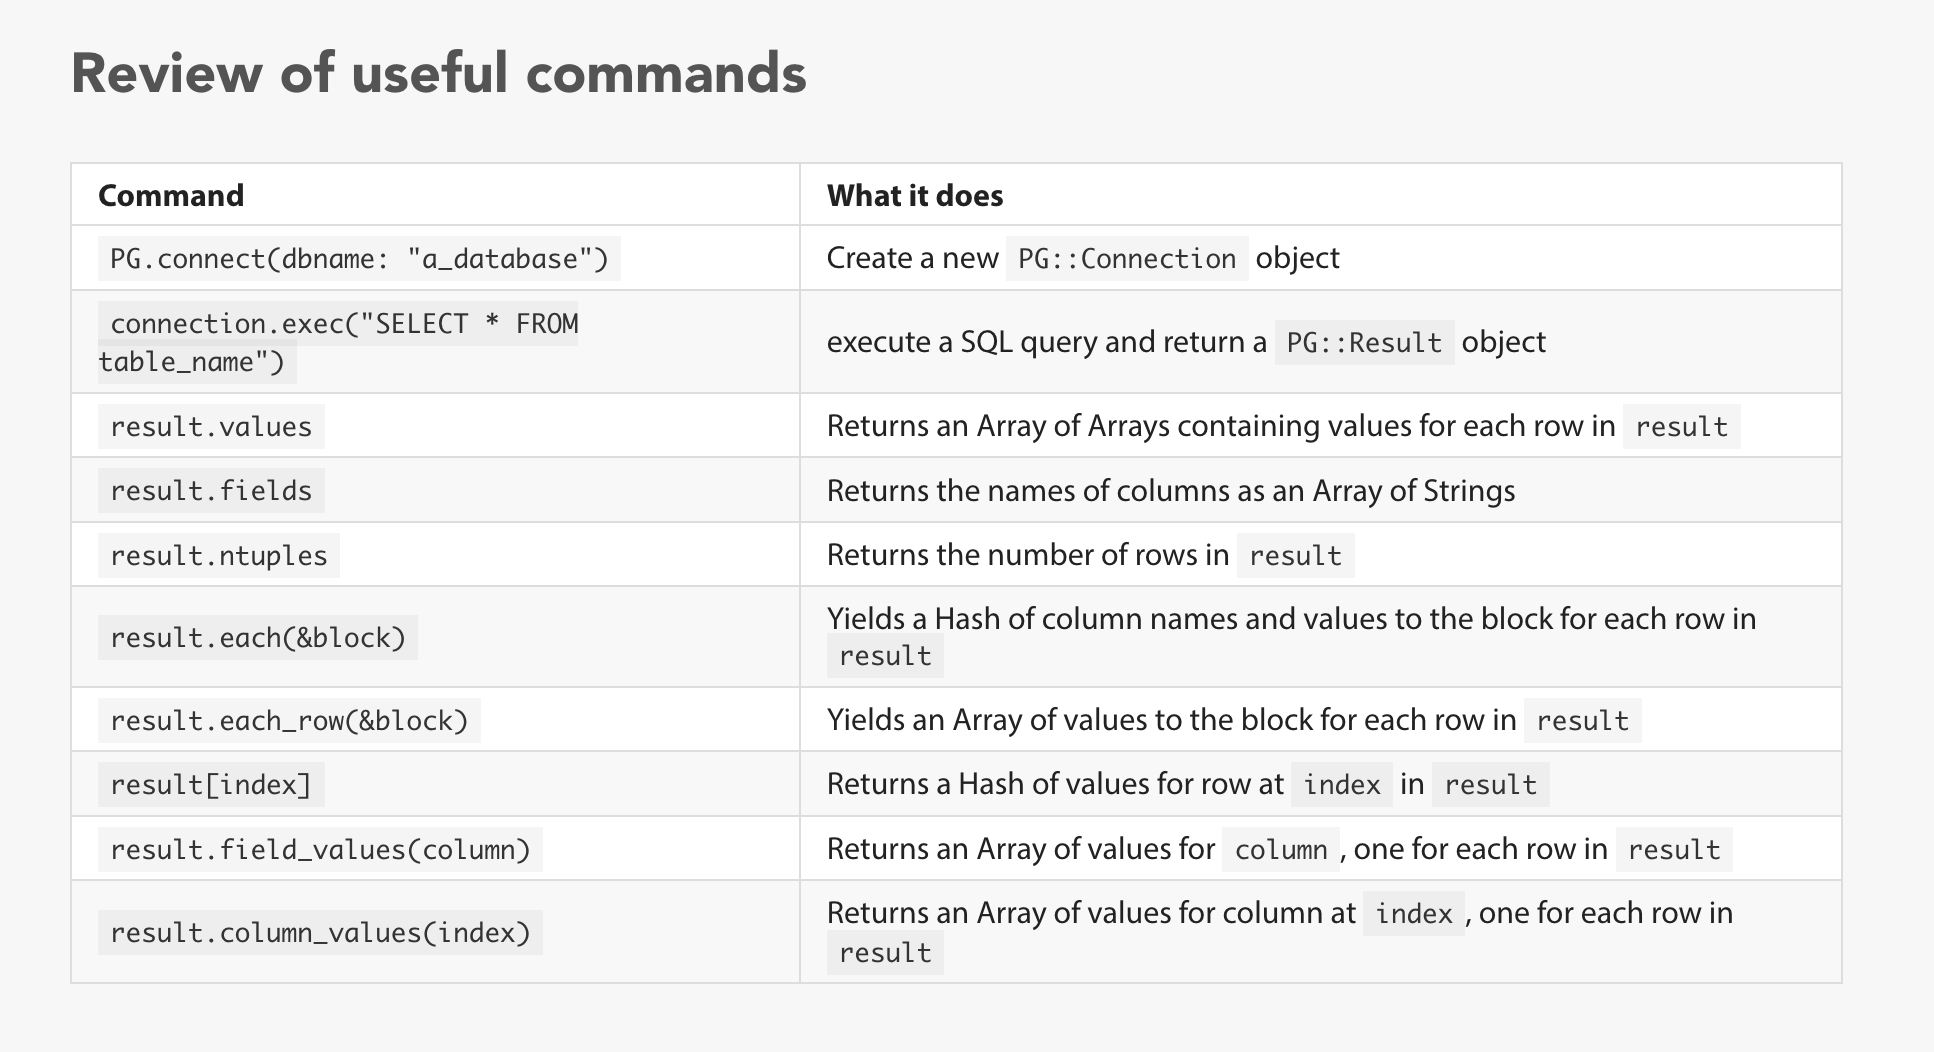 Review of useful commands
Command
What it does
PG.connect(dbname: "a_database")
Create a new PG::Connection object
connection.exec("SELECT * FROM
table_name")
execute a SQL query and return a PG::Result object
result.values
Returns an Array of Arrays containing values for each row in result
result.fields
Returns the names of columns as an Array of Strings
result.ntuples
Returns the number of rows in result
result.each(&block)
Yields a Hash of column names and values to the block for each row in
result
result.each_row(&block)
Yields an Array of values to the block for each row in result
result[index]
Returns a Hash of values for row at index in result
result.field_values(column)
Returns an Array of values for column, one for each row in result
result.column_values(index)
Returns an Array of values for column at index, one for each row in
result